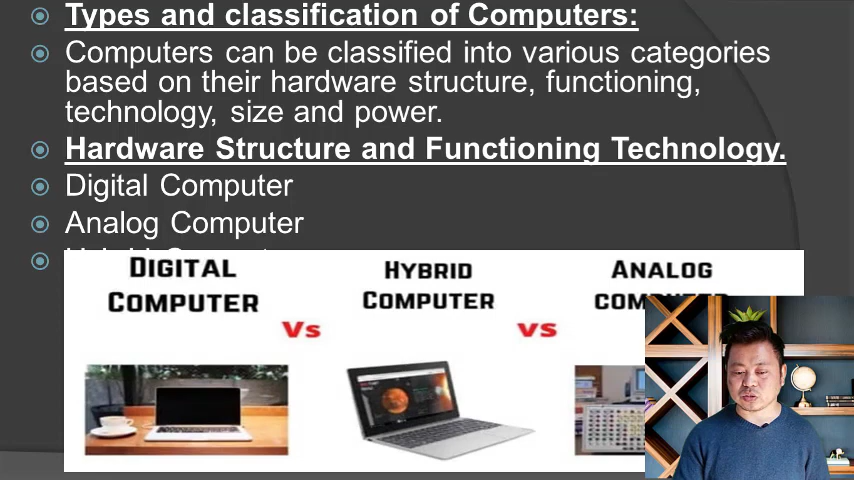 Types and classification of Computers:
Computers can be classified into various categories
based on their hardware structure, functioning,
technology, size and power.
Hardware Structure and Functioning Technology.
Digital Computer
Analog Computer
DIGITAL
COMPUTER
Vs
HYBRID
COMPUTER
VS
ANALOG